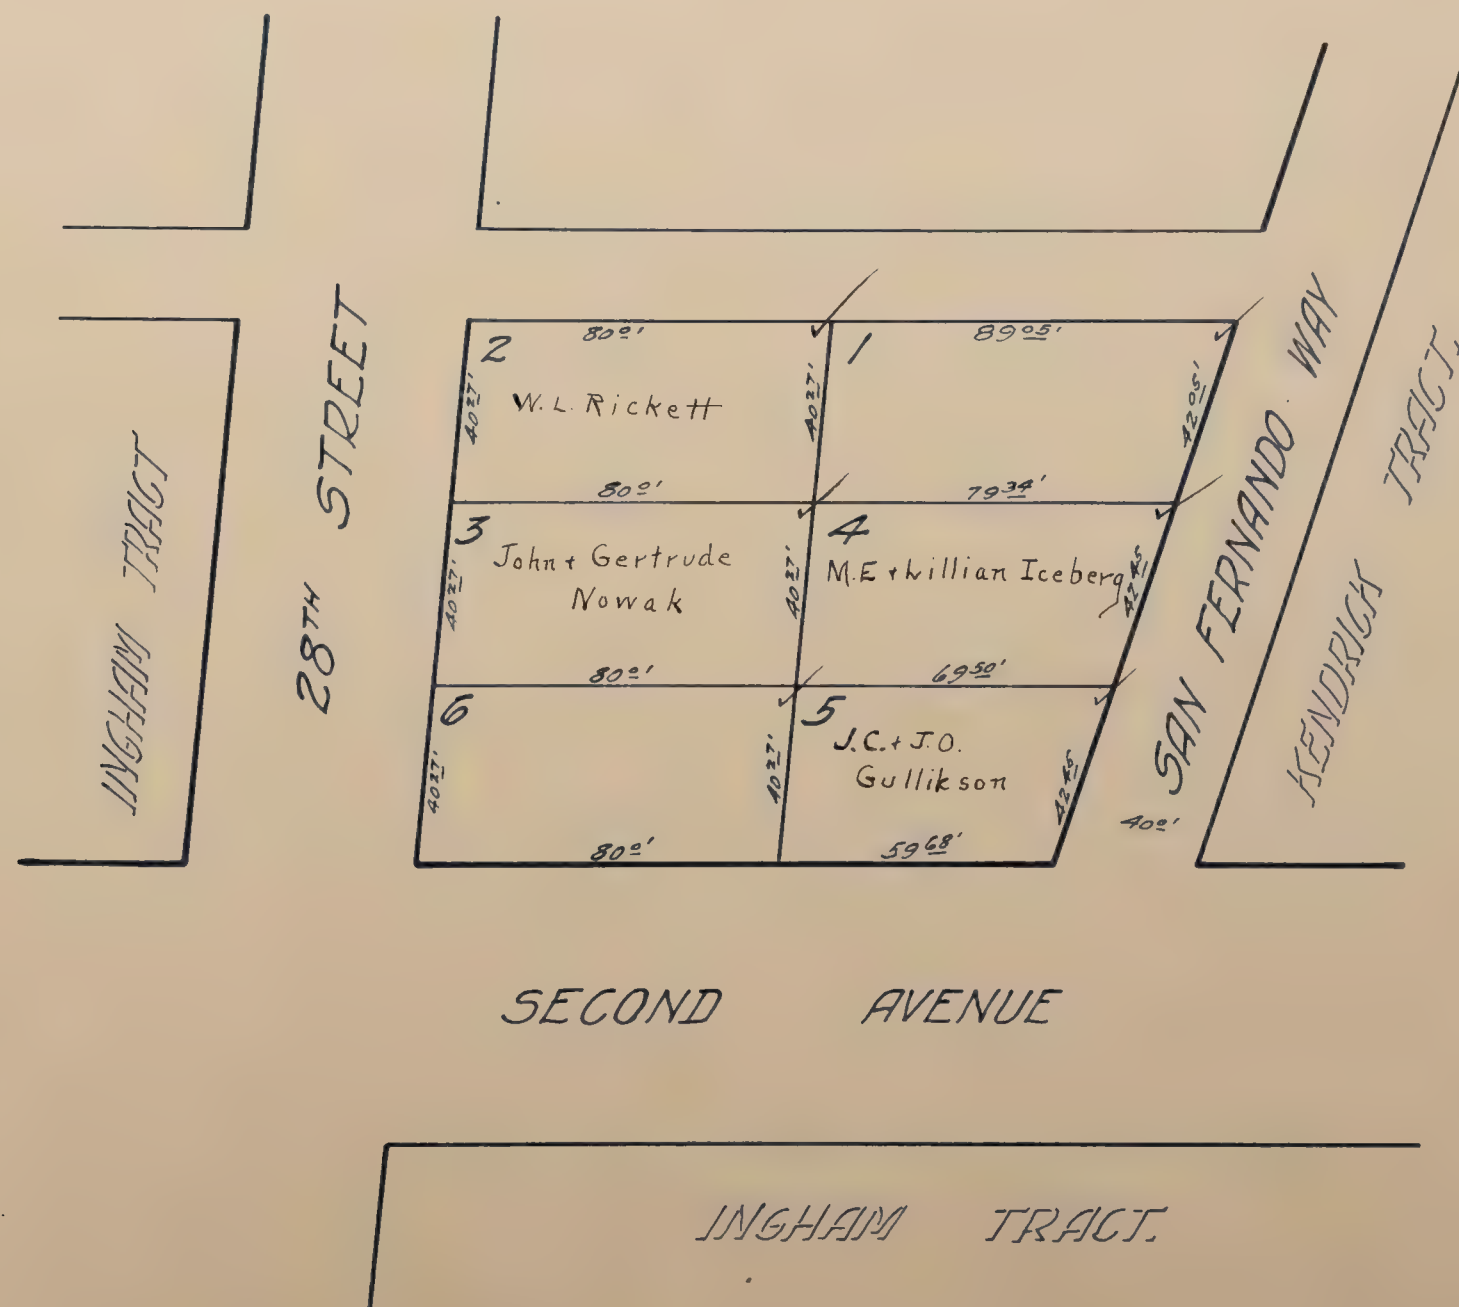 2
80.0'
1
89.05'
40.27'
W. L. Rickett
40.27'
42.05'
80.0'
79.34'
3
4
John + Gertrude
Nowak
M.E + Lillian Iceberg
40.27'
40.27'
42.45
80.0'
69.50'
6
5
J.C. + J.O.
Gullikson
40.27'
40.27'
42.45
80.0'
59.68'
40.0'
28TH STREET
SAN FERNANDO WAY
INGHAM TRACT
KENDRICK TRACT.
SECOND AVENUE
INGHAM TRACT.